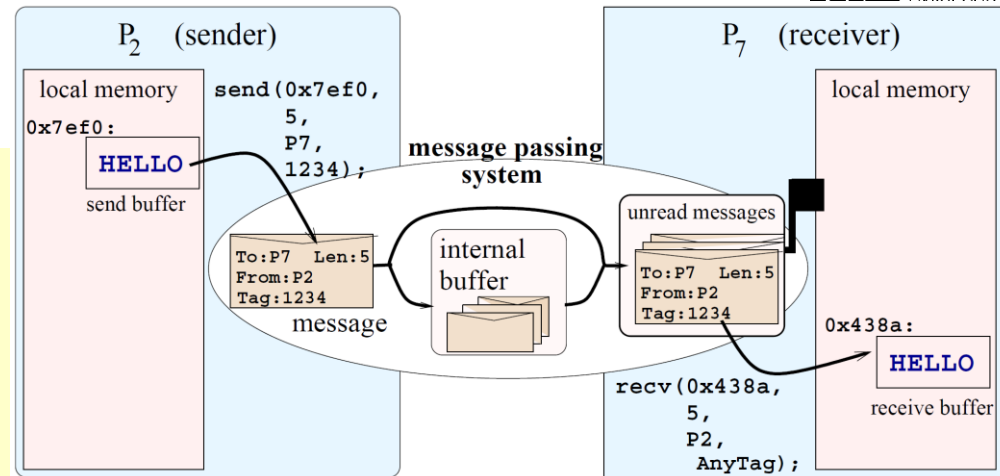 P2 (sender)
local memory
0x7ef0:
HELLO
send buffer
send(0x7ef0,
5,
P7,
1234);
message passing
system
To:P7 Len:5
From:P2
Tag:1234
message
internal
buffer
unread messages
To:P7 Len:5
From:P2
Tag:1234
P7 (receiver)
local memory
0x438a:
HELLO
receive buffer
recv(0x438a,
5,
P2,
AnyTag);